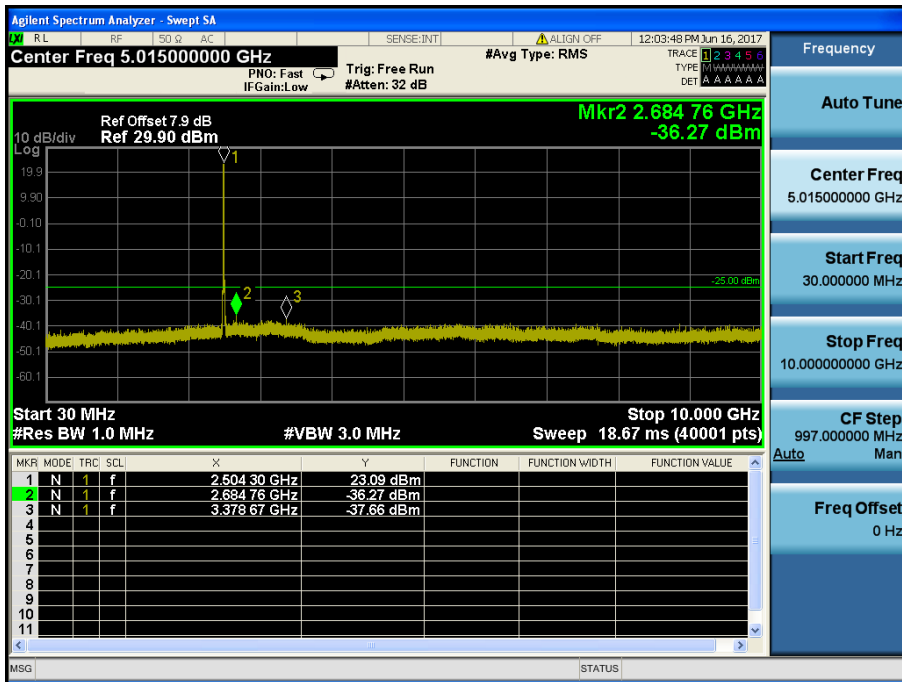 Agilent Spectrum Analyzer - Swept SA
LXI RL RF 50 Ω AC SENSE:INT ALIGN OFF 12:03:48 PM Jun 16, 2017
Center Freq 5.015000000 GHz
PNO: Fast
IFGain:Low
Trig: Free Run
#Atten: 32 dB
#Avg Type: RMS
TRACE 1 2 3 4 5 6
TYPE M WWWWW
DET A A A A A A
Mkr2 2.684 76 GHz
-36.27 dBm
Ref Offset 7.9 dB
10 dB/div Ref 29.90 dBm
Log
1
19.9
9.90
-0.10
-10.1
-20.1
-25.00 dBm
2
3
-30.1
-40.1
-50.1
-60.1
Start 30 MHz Stop 10.000 GHz
#Res BW 1.0 MHz #VBW 3.0 MHz Sweep 18.67 ms (40001 pts)
MKR MODE TRC SCL X Y FUNCTION FUNCTION WIDTH FUNCTION VALUE
1 N 1 f 2.504 30 GHz 23.09 dBm
2 N 1 f 2.684 76 GHz -36.27 dBm
3 N 1 f 3.378 67 GHz -37.66 dBm
4
5
6
7
8
9
10
11
MSG STATUS
Frequency
Auto Tune
Center Freq
5.015000000 GHz
Start Freq
30.000000 MHz
Stop Freq
10.000000000 GHz
CF Step
997.000000 MHz
Auto Man
Freq Offset
0 Hz